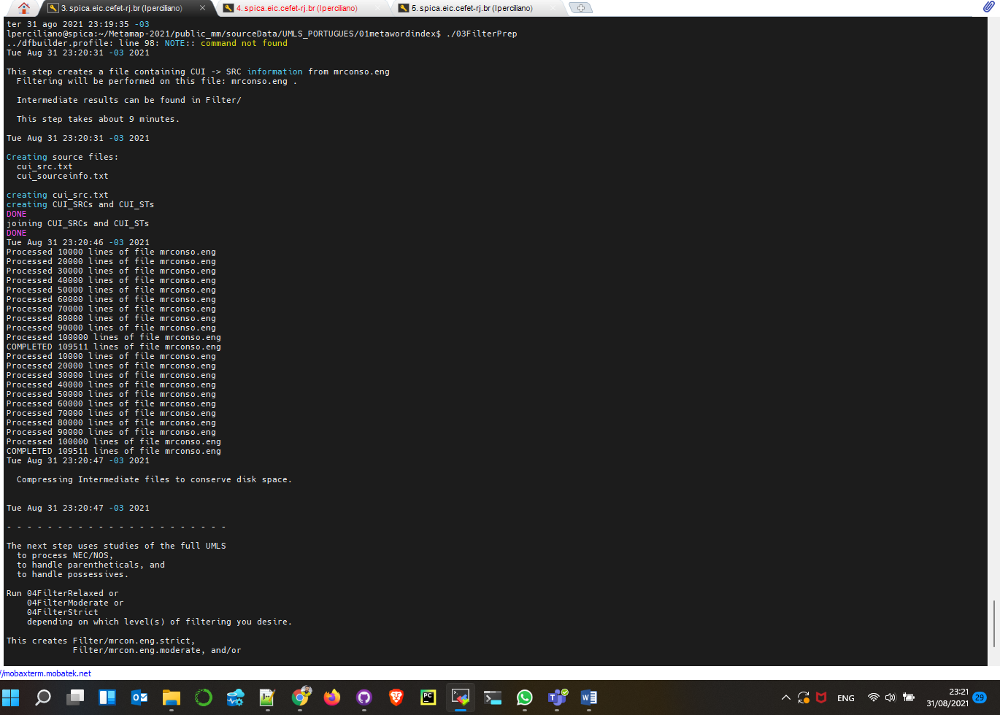 3. spica.eic.cefet-rj.br (lperciliano)
4. spica.eic.cefet-rj.br (lperciliano)
5. spica.eic.cefet-rj.br (lperciliano)
ter 31 ago 2021 23:19:35 -03
lperciliano@spica:~/Metamap-2021/public_mm/sourceData/UMLS_PORTUGUES/01metawordindex$ ./03FilterPrep
../dfbuilder.profile: line 98: NOTE:: command not found
Tue Aug 31 23:20:31 -03 2021
This step creates a file containing CUI -> SRC information from mrconso.eng
Filtering will be performed on this file: mrconso.eng .
Intermediate results can be found in Filter/
This step takes about 9 minutes.
Tue Aug 31 23:20:31 -03 2021
Creating source files:
cui_src.txt
cui_sourceinfo.txt
creating cui_src.txt
creating CUI_SRCs and CUI_STs
DONE
joining CUI_SRCs and CUI_STs
DONE
Tue Aug 31 23:20:46 -03 2021
Processed 10000 lines of file mrconso.eng
Processed 20000 lines of file mrconso.eng
Processed 30000 lines of file mrconso.eng
Processed 40000 lines of file mrconso.eng
Processed 50000 lines of file mrconso.eng
Processed 60000 lines of file mrconso.eng
Processed 70000 lines of file mrconso.eng
Processed 80000 lines of file mrconso.eng
Processed 90000 lines of file mrconso.eng
Processed 100000 lines of file mrconso.eng
COMPLETED 109511 lines of file mrconso.eng
Processed 10000 lines of file mrconso.eng
Processed 20000 lines of file mrconso.eng
Processed 30000 lines of file mrconso.eng
Processed 40000 lines of file mrconso.eng
Processed 50000 lines of file mrconso.eng
Processed 60000 lines of file mrconso.eng
Processed 70000 lines of file mrconso.eng
Processed 80000 lines of file mrconso.eng
Processed 90000 lines of file mrconso.eng
Processed 100000 lines of file mrconso.eng
COMPLETED 109511 lines of file mrconso.eng
Tue Aug 31 23:20:47 -03 2021
Compressing Intermediate files to conserve disk space.
Tue Aug 31 23:20:47 -03 2021
- - - - - - - - - - - - - - - - - - - - - -
The next step uses studies of the full UMLS
to process NEC/NOS,
to handle parentheticals, and
to handle possessives.
Run 04FilterRelaxed or
04FilterModerate or
04FilterStrict
depending on which level(s) of filtering you desire.
This creates Filter/mrcon.eng.strict,
Filter/mrcon.eng.moderate, and/or
//mobaxterm.mobatek.net
PC
ENG
23:21
31/08/2021
29